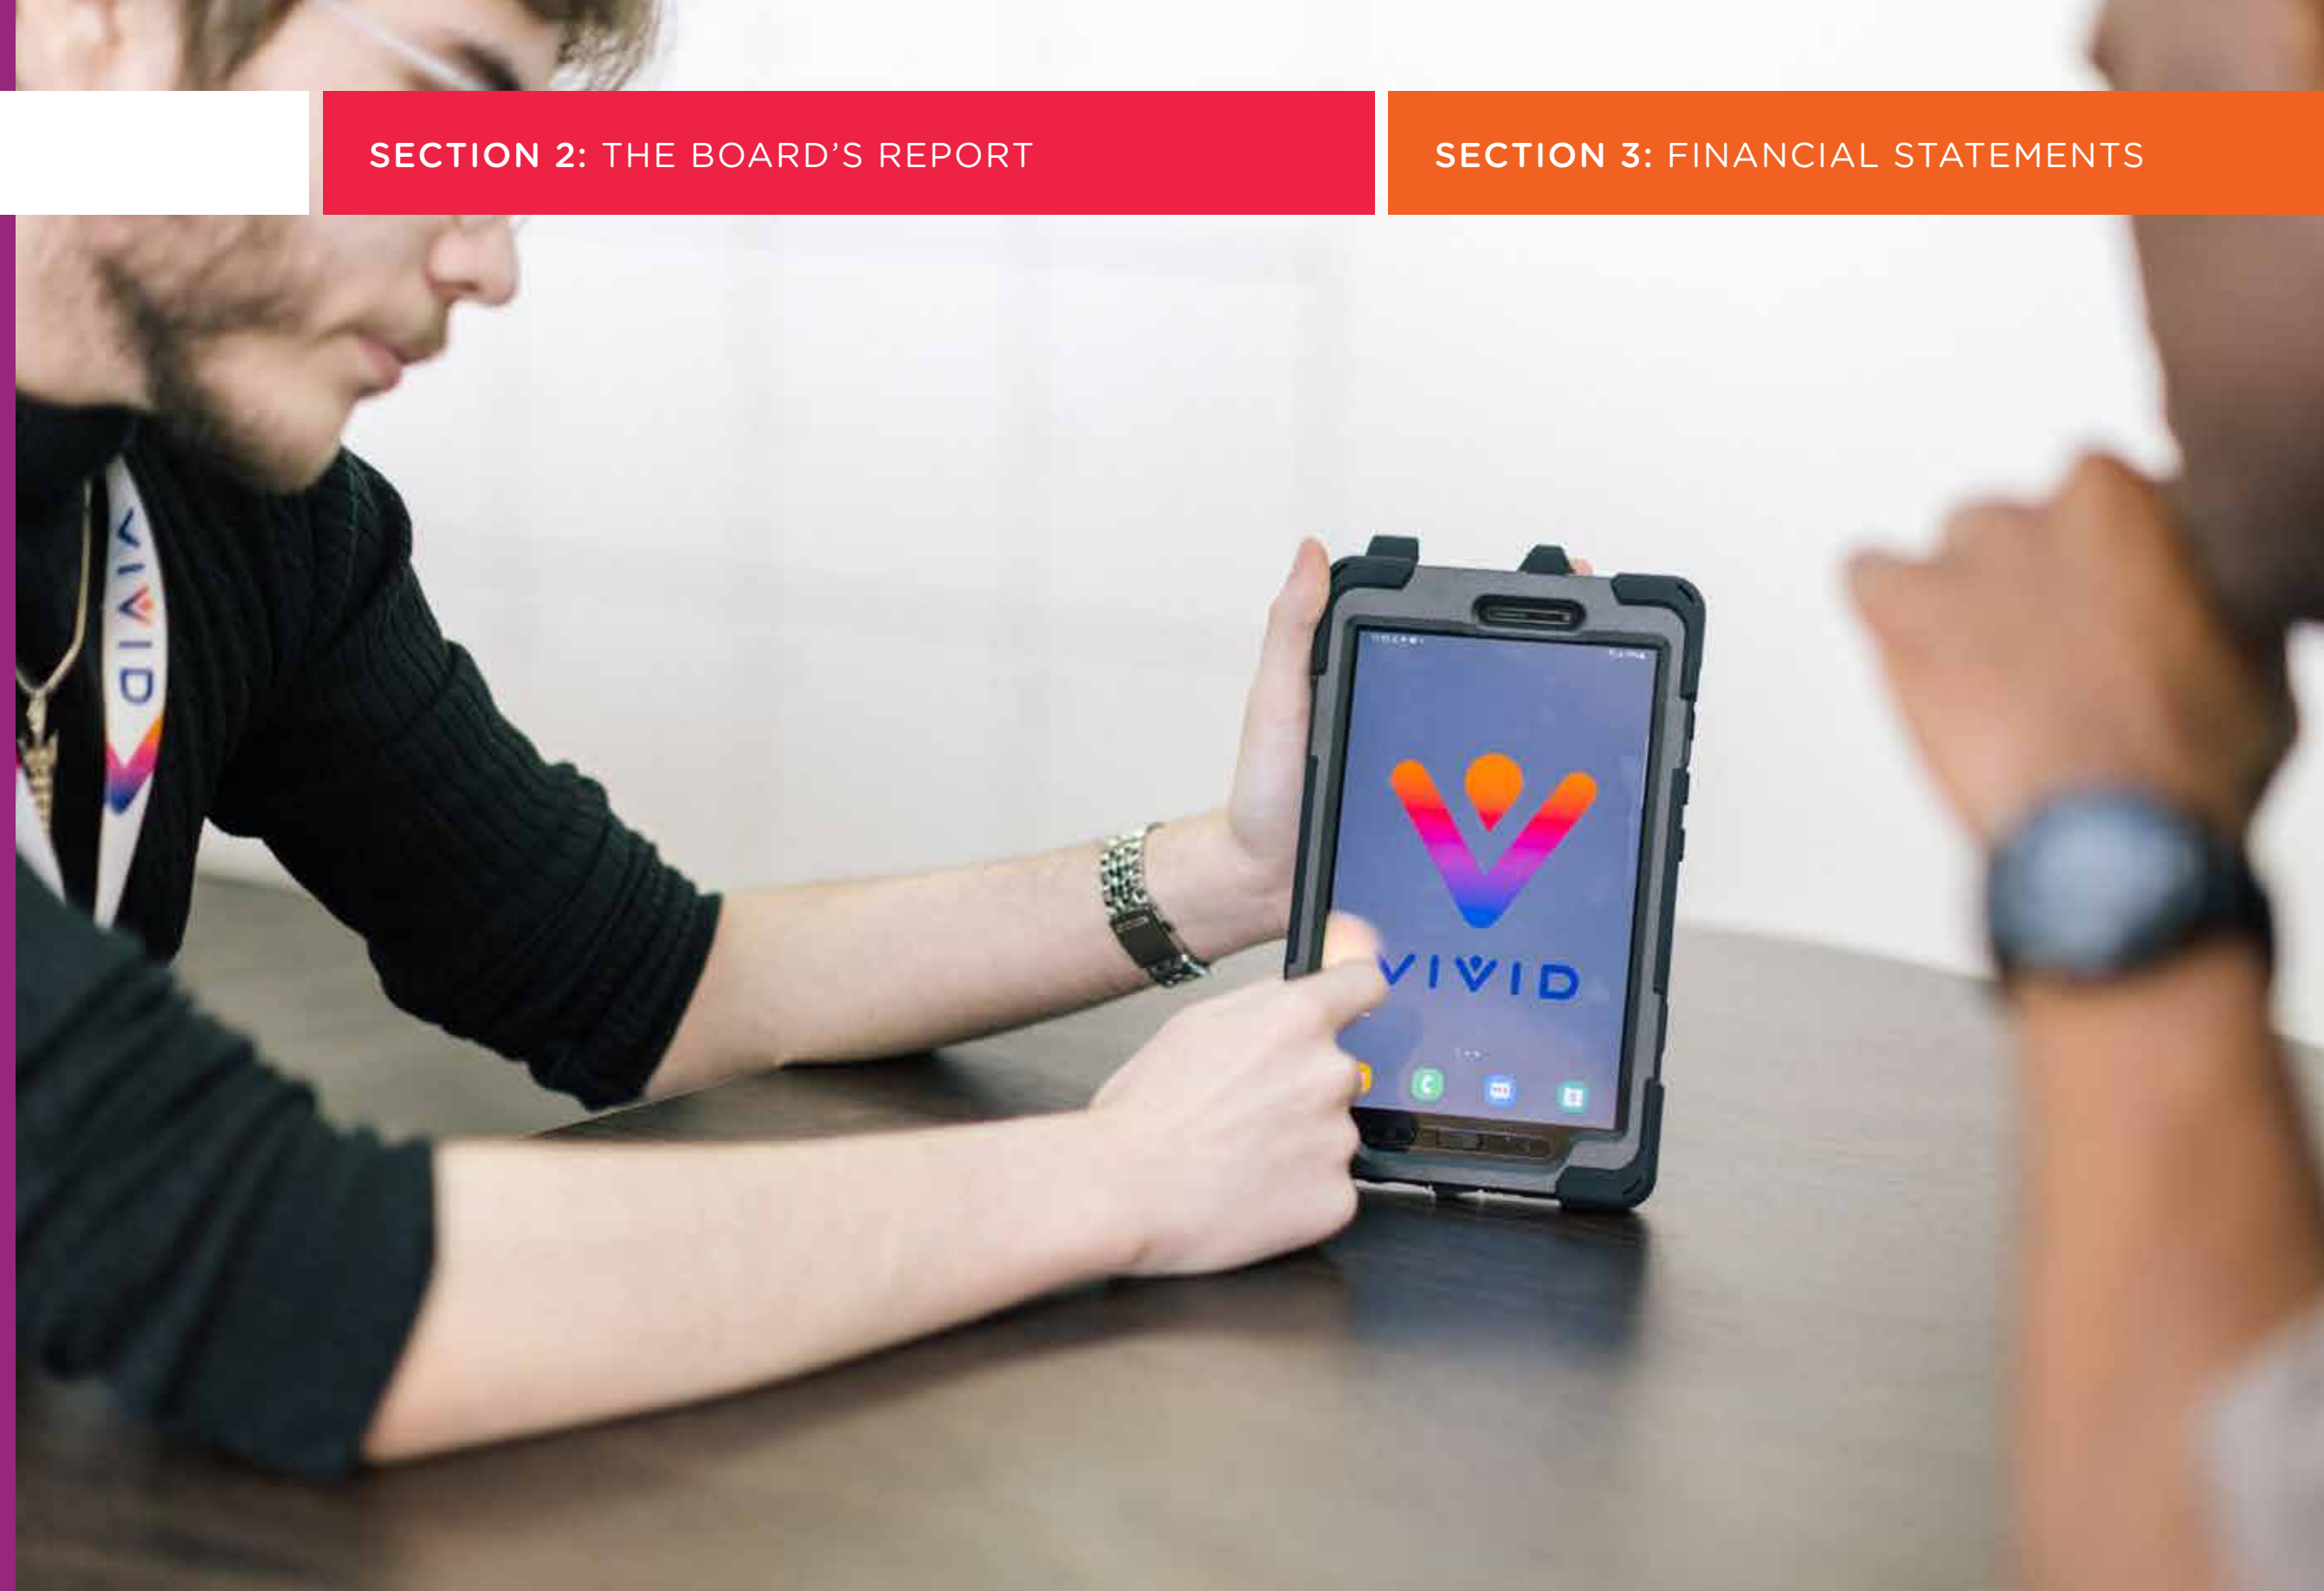 SECTION 2: THE BOARD'S REPORT
SECTION 3: FINANCIAL STATEMENTS
VIVID
VIVID